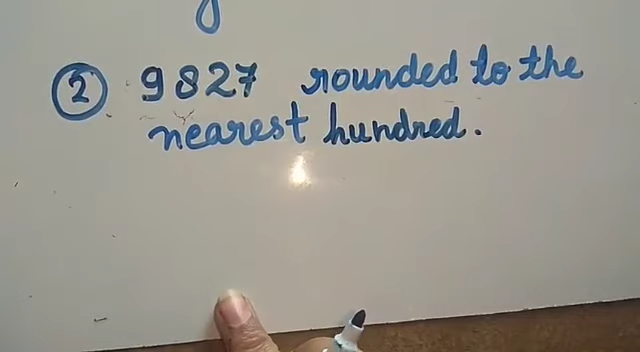 ② 9827 rounded to the
nearest hundred.